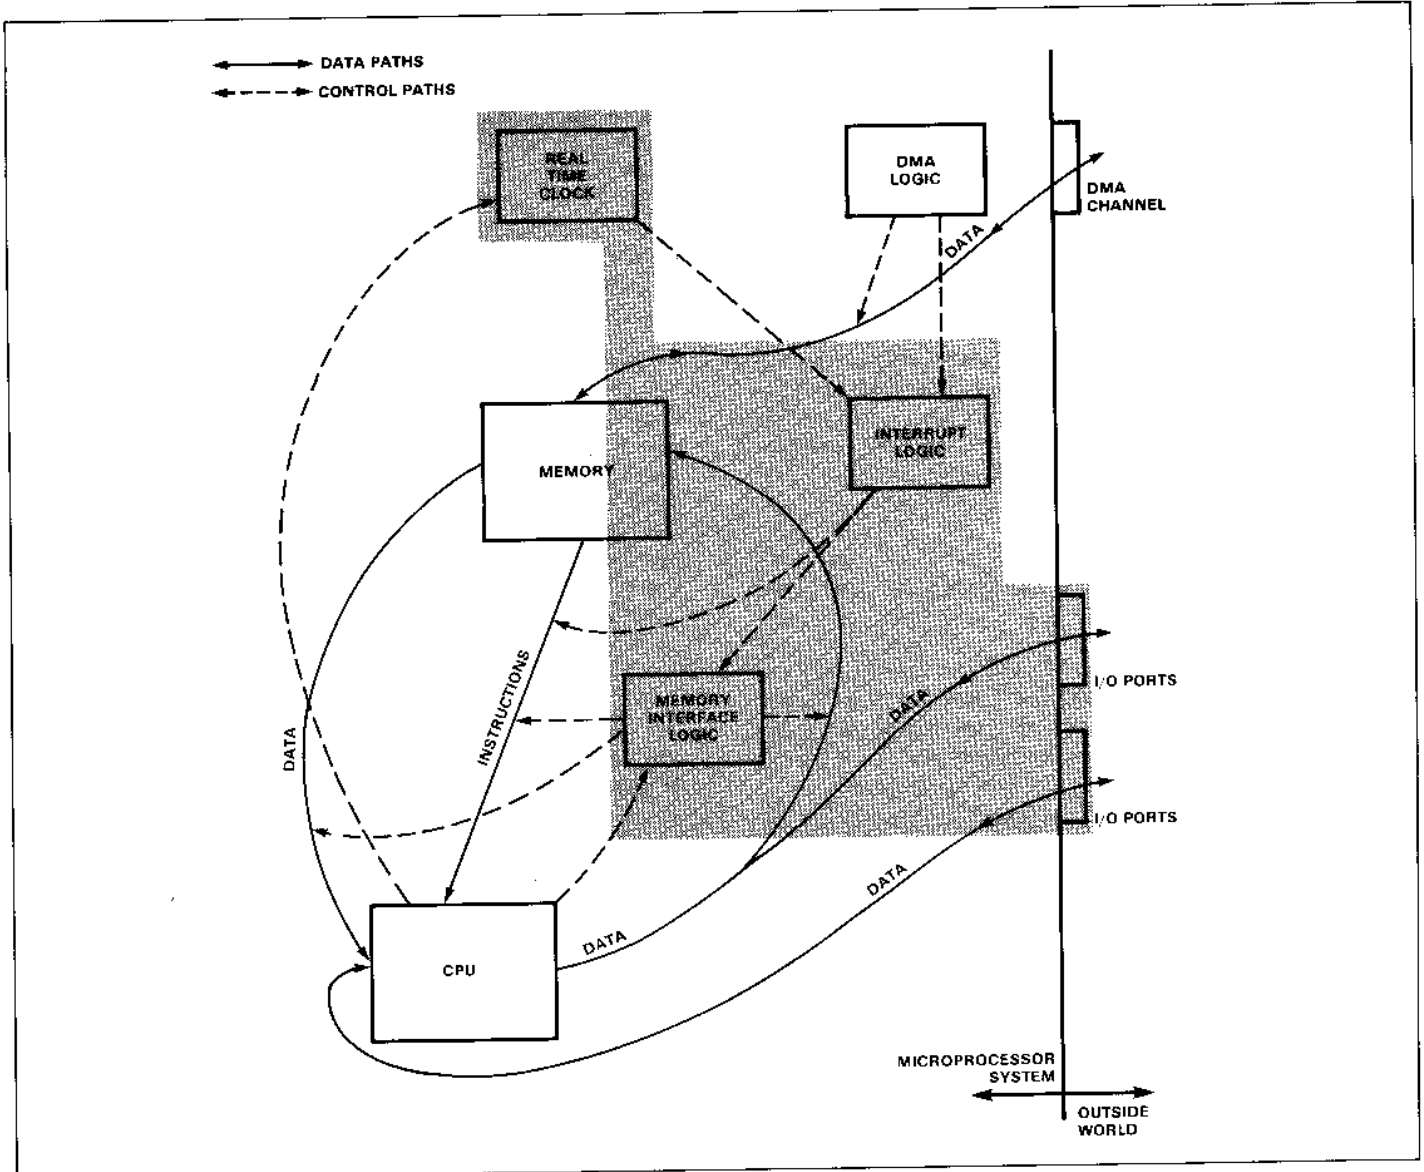 DATA PATHS
CONTROL PATHS
REAL
TIME
CLOCK
DMA
LOGIC
DMA
CHANNEL
DATA
MEMORY
INTERRUPT
LOGIC
INSTRUCTIONS
MEMORY
INTERFACE
LOGIC
DATA
I/O PORTS
DATA
I/O PORTS
DATA
DATA
CPU
MICROPROCESSOR
SYSTEM
OUTSIDE
WORLD